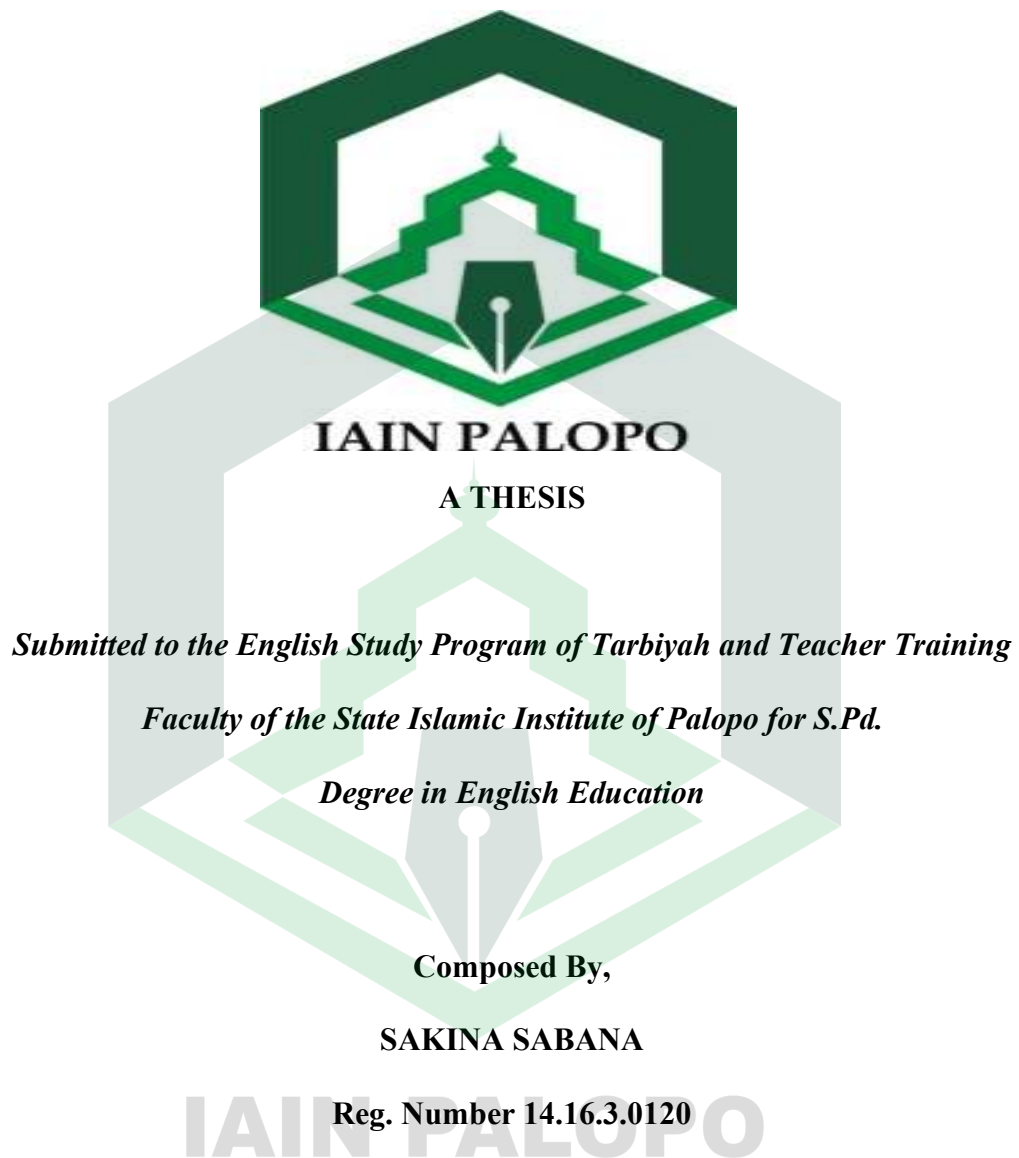 IAIN PALOPO
A THESIS
Submitted to the English Study Program of Tarbiyah and Teacher Training
Faculty of the State Islamic Institute of Palopo for S.Pd.
Degree in English Education
Composed By,
SAKINA SABANA
Reg. Number 14.16.3.0120
IAIN PALOPO